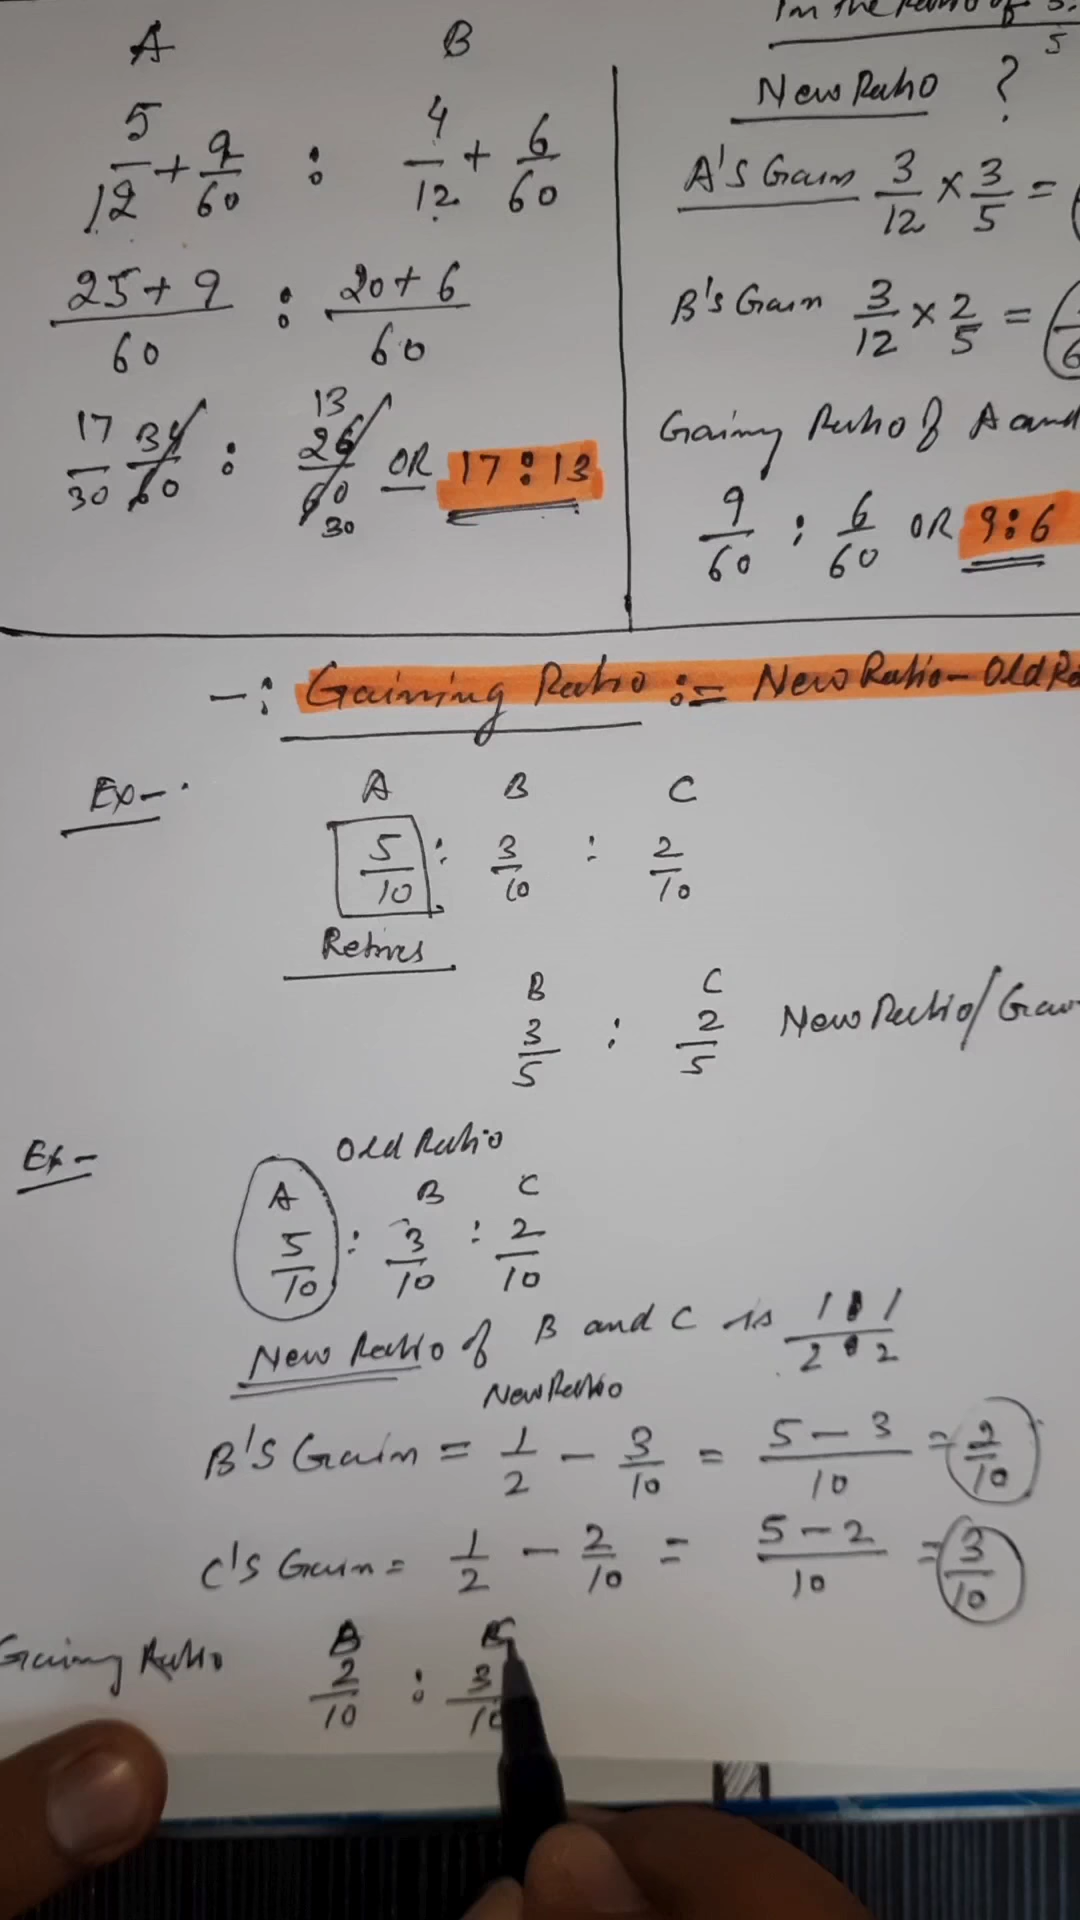 A B
5/12 + 9/60 : 4/12 + 6/60
25+9/60 : 20+6/60
17/30 34/60 : 13/30 26/60 OR 17:13
New Ratio ?
A'S Gain 3/12 × 3/5 =
B's Gain 3/12 × 2/5 =
Gaining Ratio of A and
9/60 : 6/60 OR 9:6
-: Gaining Ratio := New Ratio - Old
Ex-
A B C
5/10 : 3/10 : 2/10
Retires
B C
3/5 : 2/5 New Ratio/
Ex-
Old Ratio
A B C
5/10 : 3/10 : 2/10
New Ratio of B and C is 1/2 : 1/2
New Ratio
B'S Gain = 1/2 - 3/10 = 5-3/10 = 2/10
C'S Gain = 1/2 - 2/10 = 5-2/10 = 3/10
Gaining Ratio
B
2/10 : 3/10